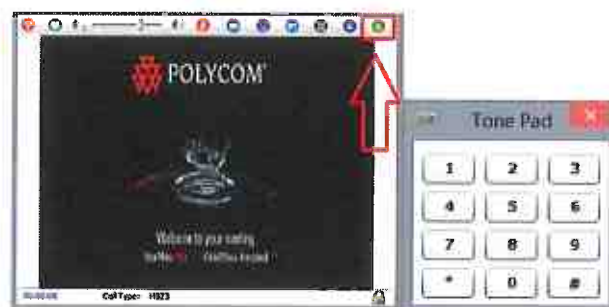 POLYCOM
Welcome to your meeting
Call Type: H323
Tone Pad
1 2 3
4 5 6
7 8 9
* 0 #